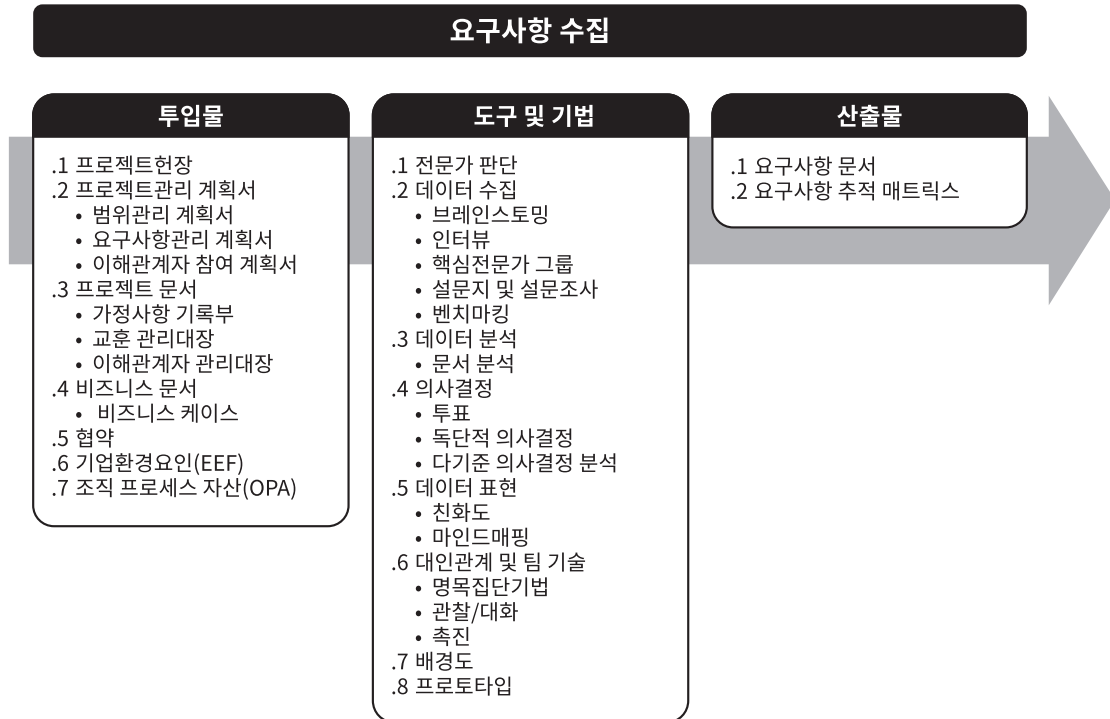 요구사항 수집
투입물
.1 프로젝트헌장
.2 프로젝트관리 계획서
• 범위관리 계획서
• 요구사항관리 계획서
• 이해관계자 참여 계획서
.3 프로젝트 문서
• 가정사항 기록부
• 교훈 관리대장
• 이해관계자 관리대장
.4 비즈니스 문서
• 비즈니스 케이스
.5 협약
.6 기업환경요인(EEF)
.7 조직 프로세스 자산(OPA)
도구 및 기법
.1 전문가 판단
.2 데이터 수집
• 브레인스토밍
• 인터뷰
• 핵심전문가 그룹
• 설문지 및 설문조사
• 벤치마킹
.3 데이터 분석
• 문서 분석
.4 의사결정
• 투표
• 독단적 의사결정
• 다기준 의사결정 분석
.5 데이터 표현
• 친화도
• 마인드매핑
.6 대인관계 및 팀 기술
• 명목집단기법
• 관찰/대화
• 촉진
.7 배경도
.8 프로토타입
산출물
.1 요구사항 문서
.2 요구사항 추적 매트릭스